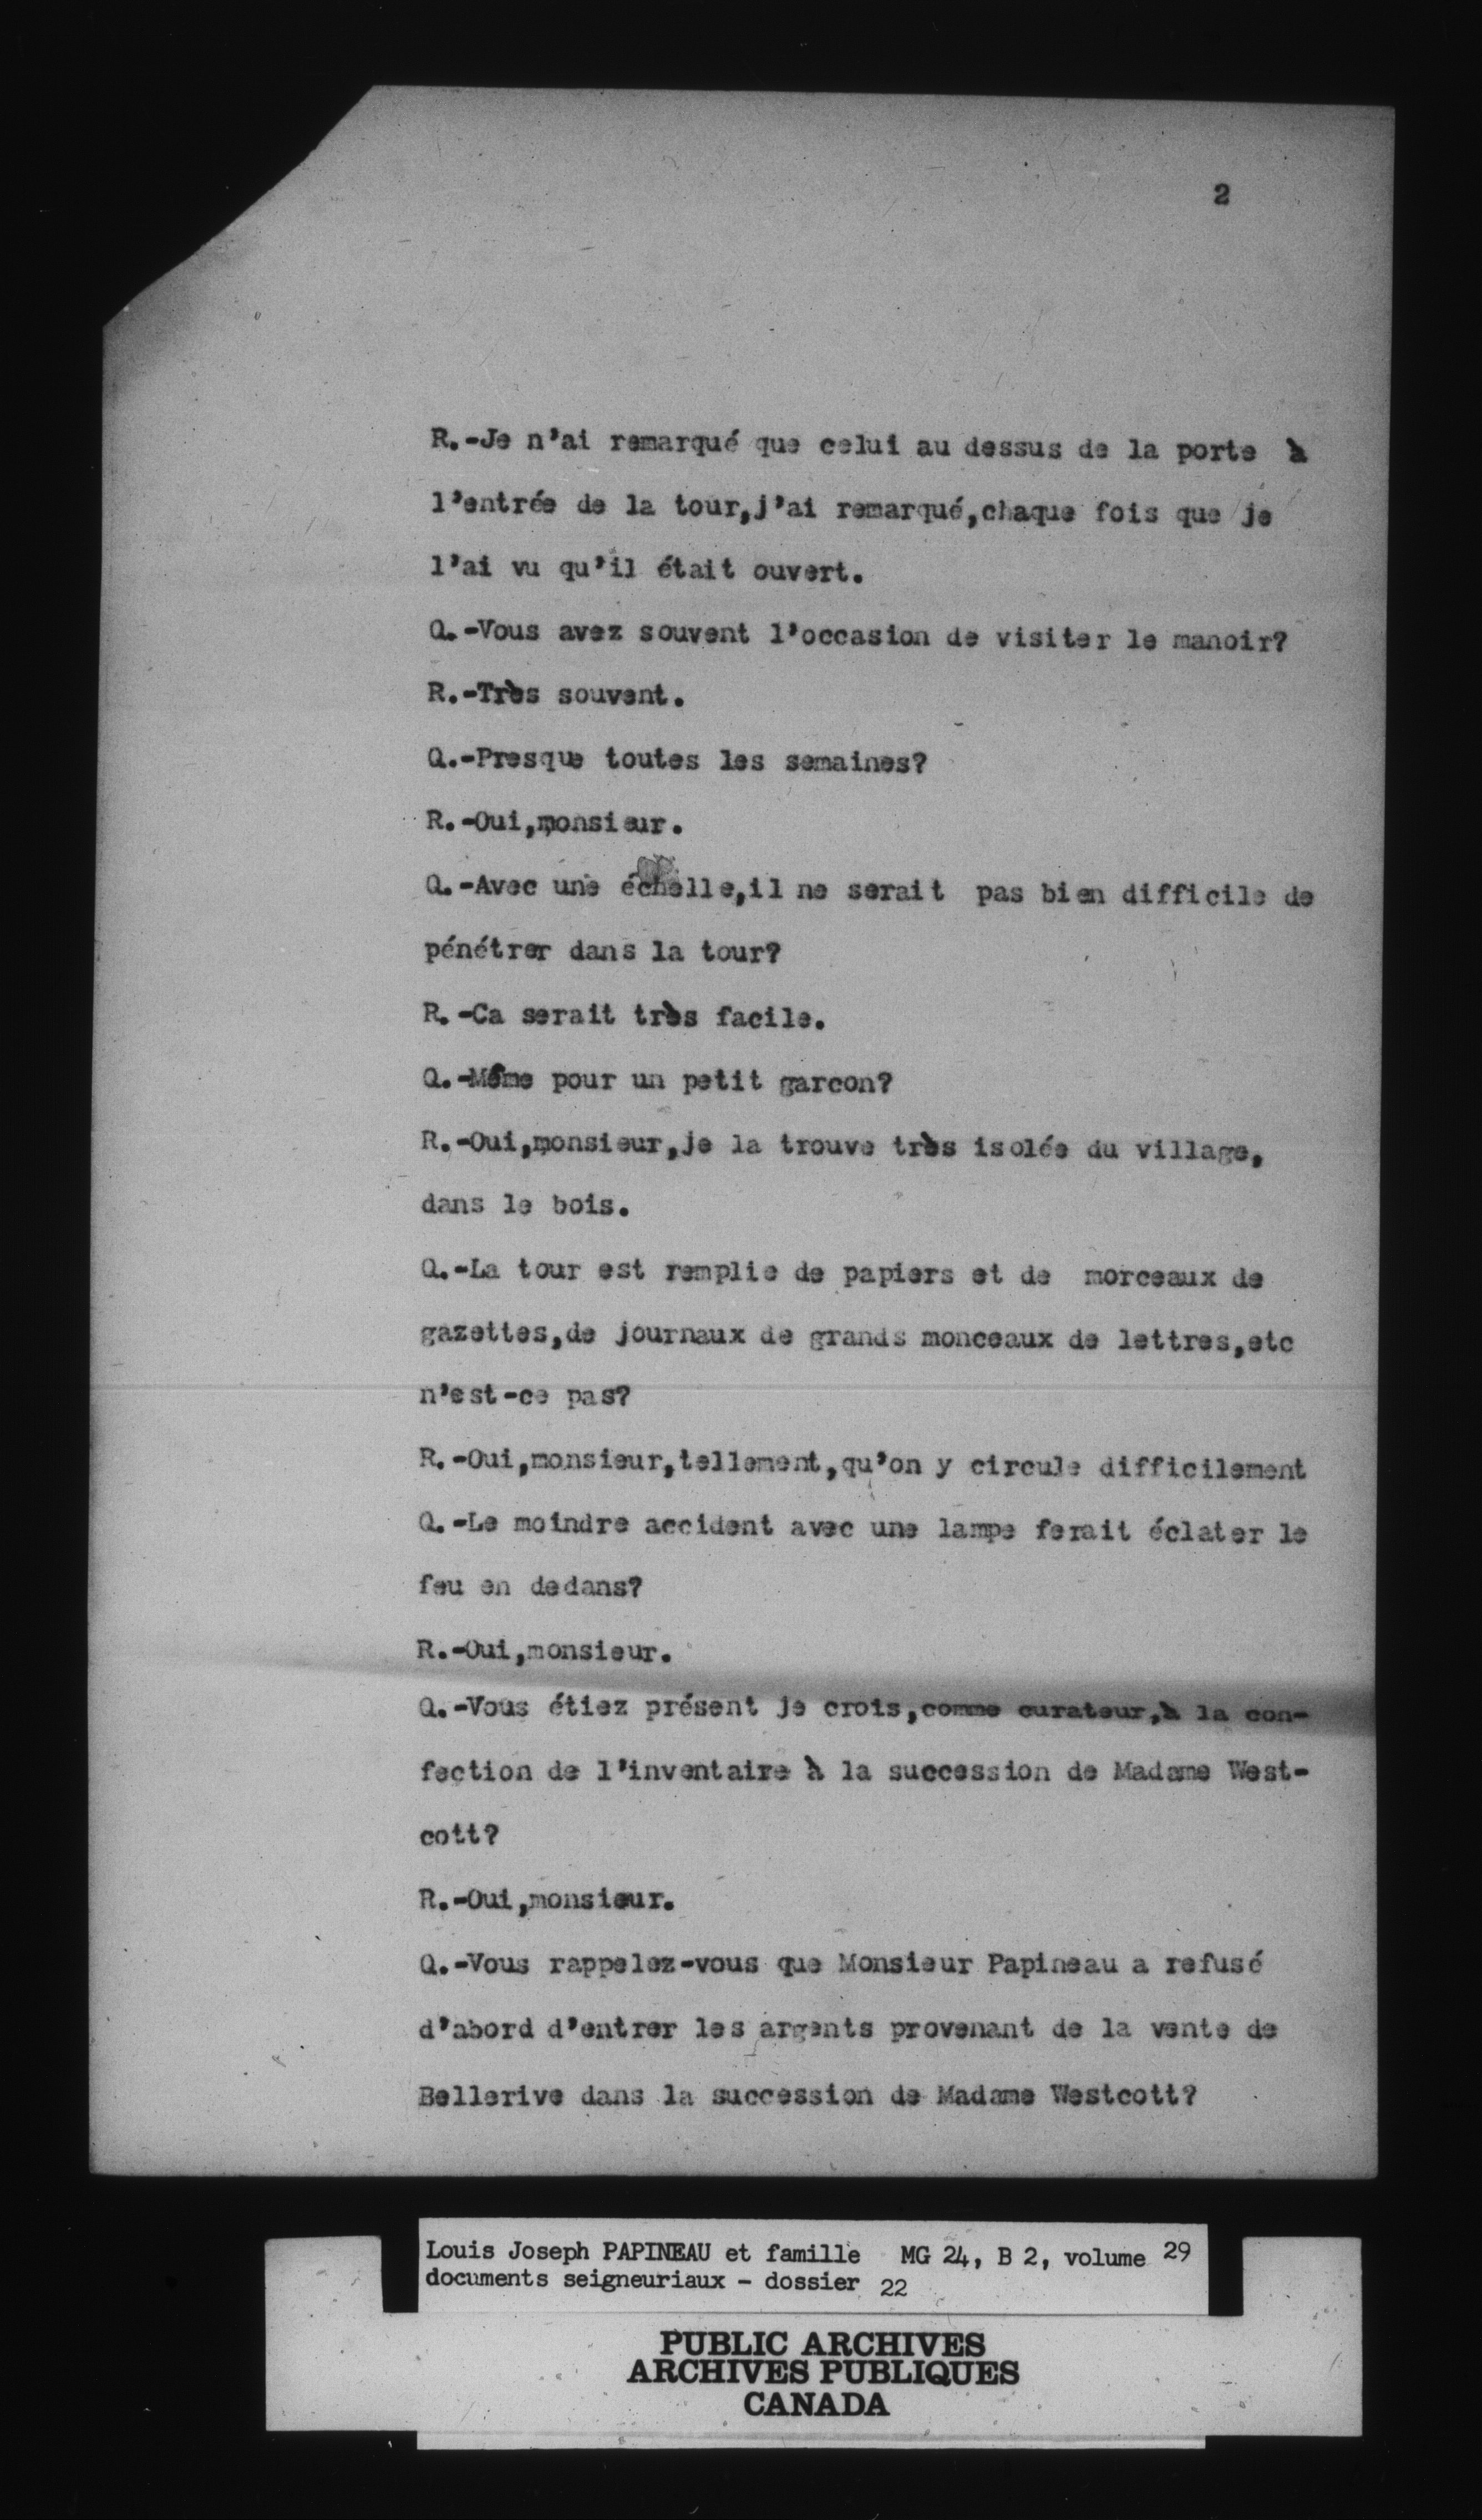 2
R.-Je n'ai remarqué que celui au dessus de la porte à
l'entrée de la tour,j'ai remarqué,chaque fois que je
l'ai vu qu'il était ouvert.
Q.-Vous avez souvent l'occasion de visiter le manoir?
R.-Très souvent.
Q.-Presque toutes les semaines?
R.-Oui,monsieur.
Q.-Avec une échelle,il ne serait pas bien difficile de
pénétrer dans la tour?
R.-Ca serait très facile.
Q.-Même pour un petit garcon?
R.-Oui,monsieur,je la trouve très isolée du village,
dans le bois.
Q.-La tour est remplie de papiers et de morceaux de
gazettes,de journaux de grands monceaux de lettres,etc
n'est-ce pas?
R.-Oui,monsieur,tellement,qu'on y circule difficilement
Q.-Le moindre accident avec une lampe ferait éclater le
feu en dedans?
R.-Oui,monsieur.
Q.-Vous étiez présent je crois,comme curateur,à la con-
fection de l'inventaire à la succession de Madame West-
cott?
R.-Oui,monsieur.
Q.-Vous rappelez-vous que Monsieur Papineau a refusé
d'abord d'entrer les argents provenant de la vente de
Bellerive dans la succession de Madame Westcott?
Louis Joseph PAPINEAU et famille MG 24, B 2, volume 29
documents seigneuriaux - dossier 22
PUBLIC ARCHIVES
ARCHIVES PUBLIQUES
CANADA